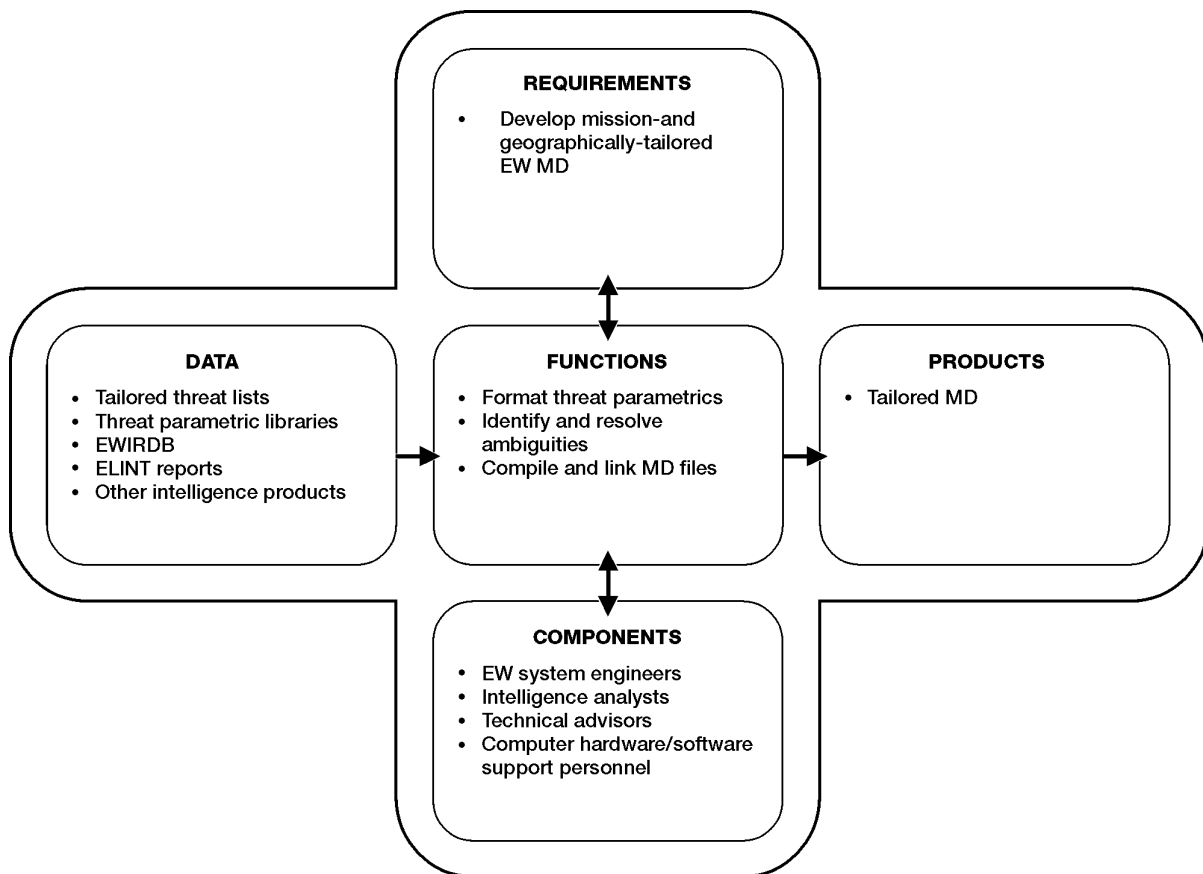 REQUIREMENTS
• Develop mission-and
geographically-tailored
EW MD
DATA
• Tailored threat lists
• Threat parametric libraries
• EWIRDB
• ELINT reports
• Other intelligence products
FUNCTIONS
• Format threat parametrics
• Identify and resolve
ambiguities
• Compile and link MD files
PRODUCTS
• Tailored MD
COMPONENTS
• EW system engineers
• Intelligence analysts
• Technical advisors
• Computer hardware/software
support personnel